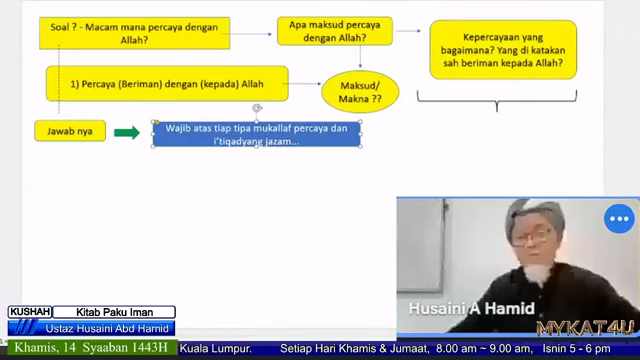 Soal ? - Macam mana percaya dengan
Allah?
Apa maksud percaya
dengan Allah?
Kepercayaan yang
bagaimana? Yang di katakan
sah beriman kepada Allah?
1) Percaya (Beriman) dengan (kepada) Allah
Maksud/
Makna ??
Jawab nya
Wajib atas tiap tipa mukallaf percaya dan
i'tiqadyang jazam...
Husaini A Hamid
MYKAT4U
KUSHAH
Kitab Paku Iman
Ustaz Husaini Abd Hamid
Khamis, 14 Syaaban 1443H
Kuala Lumpur. Setiap Hari Khamis & Jumaat, 8.00 am ~ 9.00 am, Isnin 5 - 6 pm